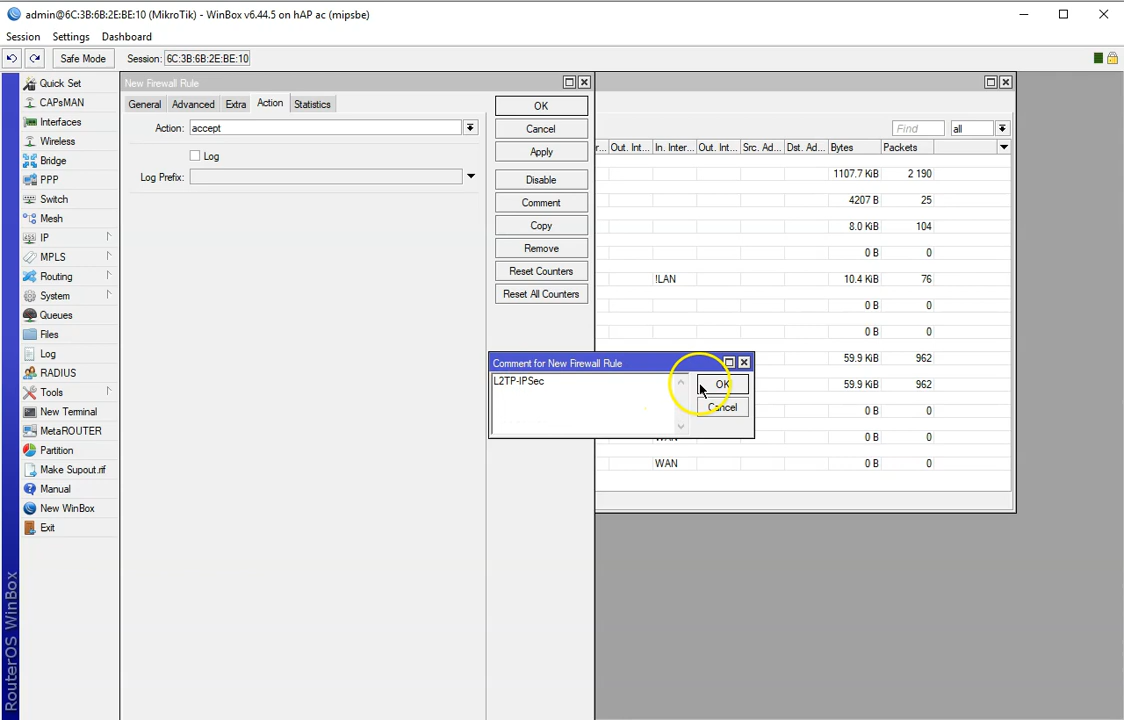 admin@6C:3B:6B:2E:BE:10 (MikroTik) - WinBox v6.44.5 on hAP ac (mipsbe)
Session Settings Dashboard
Safe Mode Session: 6C:3B:6B:2E:BE:10
Quick Set
CAPsMAN
Interfaces
Wireless
Bridge
PPP
Switch
Mesh
IP
MPLS
Routing
System
Queues
Files
Log
RADIUS
Tools
New Terminal
MetaROUTER
Partition
Make Supout.rif
Manual
New WinBox
Exit
RouterOS WinBox
New Firewall Rule
General Advanced Extra Action Statistics
Action: accept
Log
Log Prefix:
OK
Cancel
Apply
Disable
Comment
Copy
Remove
Reset Counters
Reset All Counters
Find all
r... Out. Int... In. Inter... Out. Int... Src. Ad... Dst. Ad... Bytes Packets
1107.7 KiB 2 190
4207 B 25
8.0 KiB 104
0 B 0
!LAN 10.4 KiB 76
0 B 0
0 B 0
59.9 KiB 962
59.9 KiB 962
0 B 0
WAN 0 B 0
WAN 0 B 0
Comment for New Firewall Rule
L2TP-IPSec
OK
Cancel